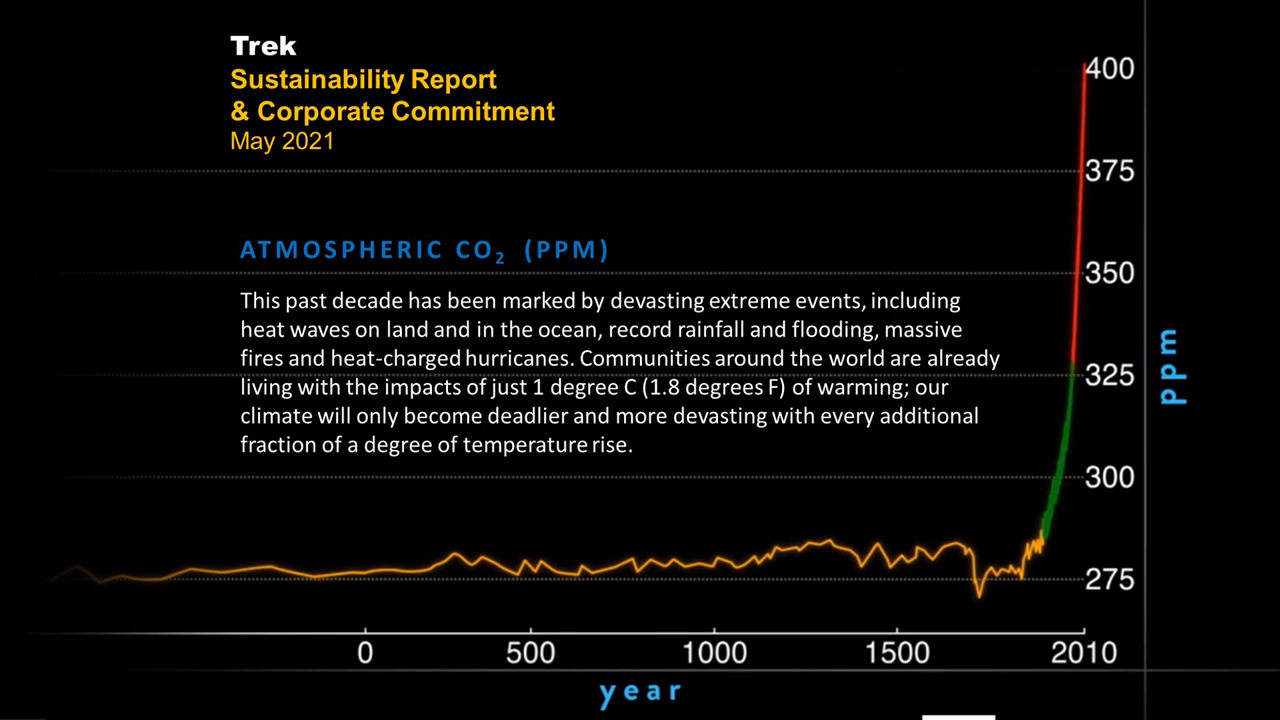 Trek
Sustainability Report
& Corporate Commitment
May 2021
ATMOSPHERIC CO₂ (PPM)
This past decade has been marked by devasting extreme events, including
heat waves on land and in the ocean, record rainfall and flooding, massive
fires and heat-charged hurricanes. Communities around the world are already
living with the impacts of just 1 degree C (1.8 degrees F) of warming; our
climate will only become deadlier and more devasting with every additional
fraction of a degree of temperature rise.
400
375
350
325
300
275
ppm
0 500 1000 1500 2010
year